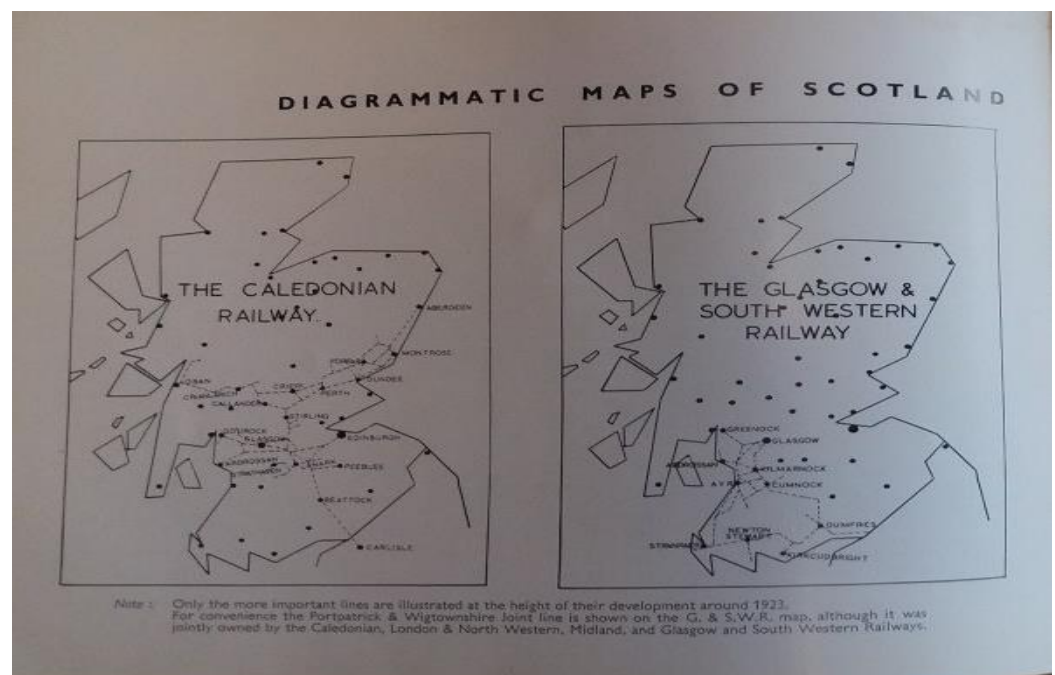 DIAGRAMMATIC MAPS OF SCOTLAND
THE CALEDONIAN
RAILWAY
ABERDEEN
MONTROSE
FORFAR
DUNDEE
OBAN
CRIANLARICH
CRIEFF
PERTH
CALLANDER
STIRLING
GOUROCK
GLASGOW
EDINBURGH
ARDROSSAN
STRATHAVEN
LANARK
PEEBLES
BEATTOCK
CARLISLE
THE GLASGOW &
SOUTH WESTERN
RAILWAY
GREENOCK
GLASGOW
ARDROSSAN
KILMARNOCK
AYR
CUMNOCK
DUMFRIES
NEWTON
STEWART
STRANRAER
KIRKCUDBRIGHT
Note : Only the more important lines are illustrated at the height of their development around 1923.
For convenience the Portpatrick & Wigtownshire Joint line is shown on the G. & S.W.R. map, although it was
jointly owned by the Caledonian, London & North Western, Midland, and Glasgow and South Western Railways.